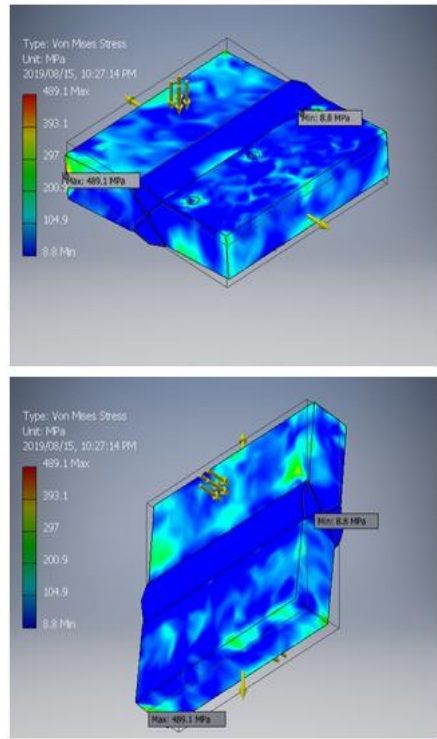 Type: Von Mises Stress
Unit: MPa
2019/08/15, 10:27:14 PM
489.1 Max
393.1
297
200.9
104.9
8.8 Min
Min: 8.8 MPa
Max: 489.1 MPa
Type: Von Mises Stress
Unit: MPa
2019/08/15, 10:27:14 PM
489.1 Max
393.1
297
200.9
104.9
8.8 Min
Min: 8.8 MPa
Max: 489.1 MPa